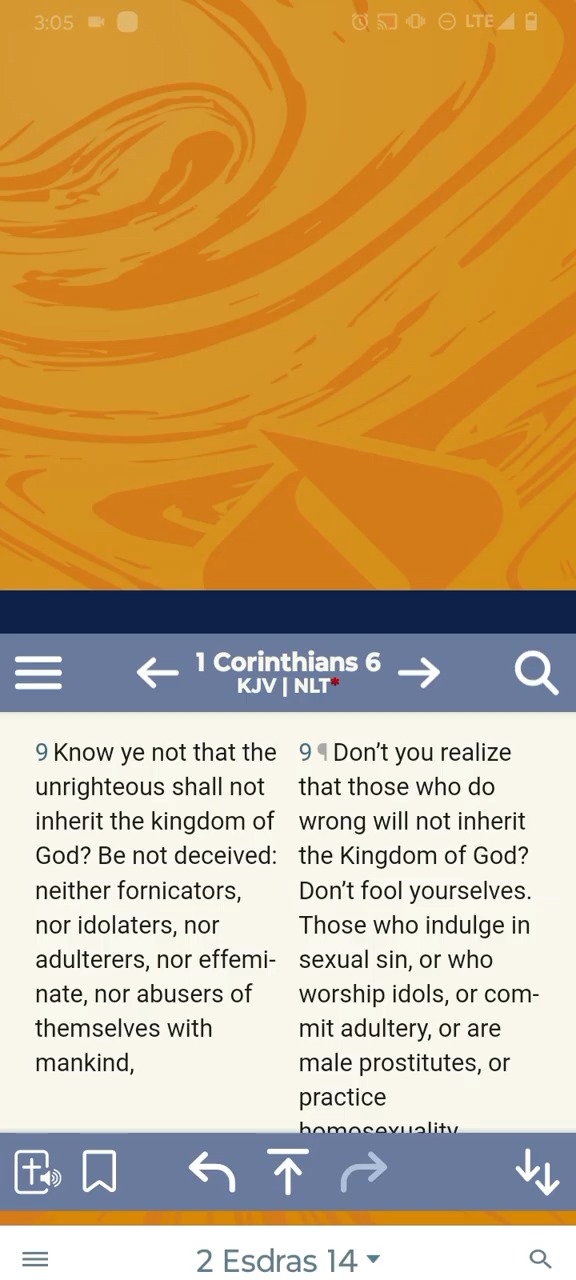 3:05 LTE
1 Corinthians 6
KJV | NLT*
9 Know ye not that the
unrighteous shall not
inherit the kingdom of
God? Be not deceived:
neither fornicators,
nor idolaters, nor
adulterers, nor effemi-
nate, nor abusers of
themselves with
mankind,
9 ¶ Don’t you realize
that those who do
wrong will not inherit
the Kingdom of God?
Don’t fool yourselves.
Those who indulge in
sexual sin, or who
worship idols, or com-
mit adultery, or are
male prostitutes, or
practice
homosexuality
2 Esdras 14